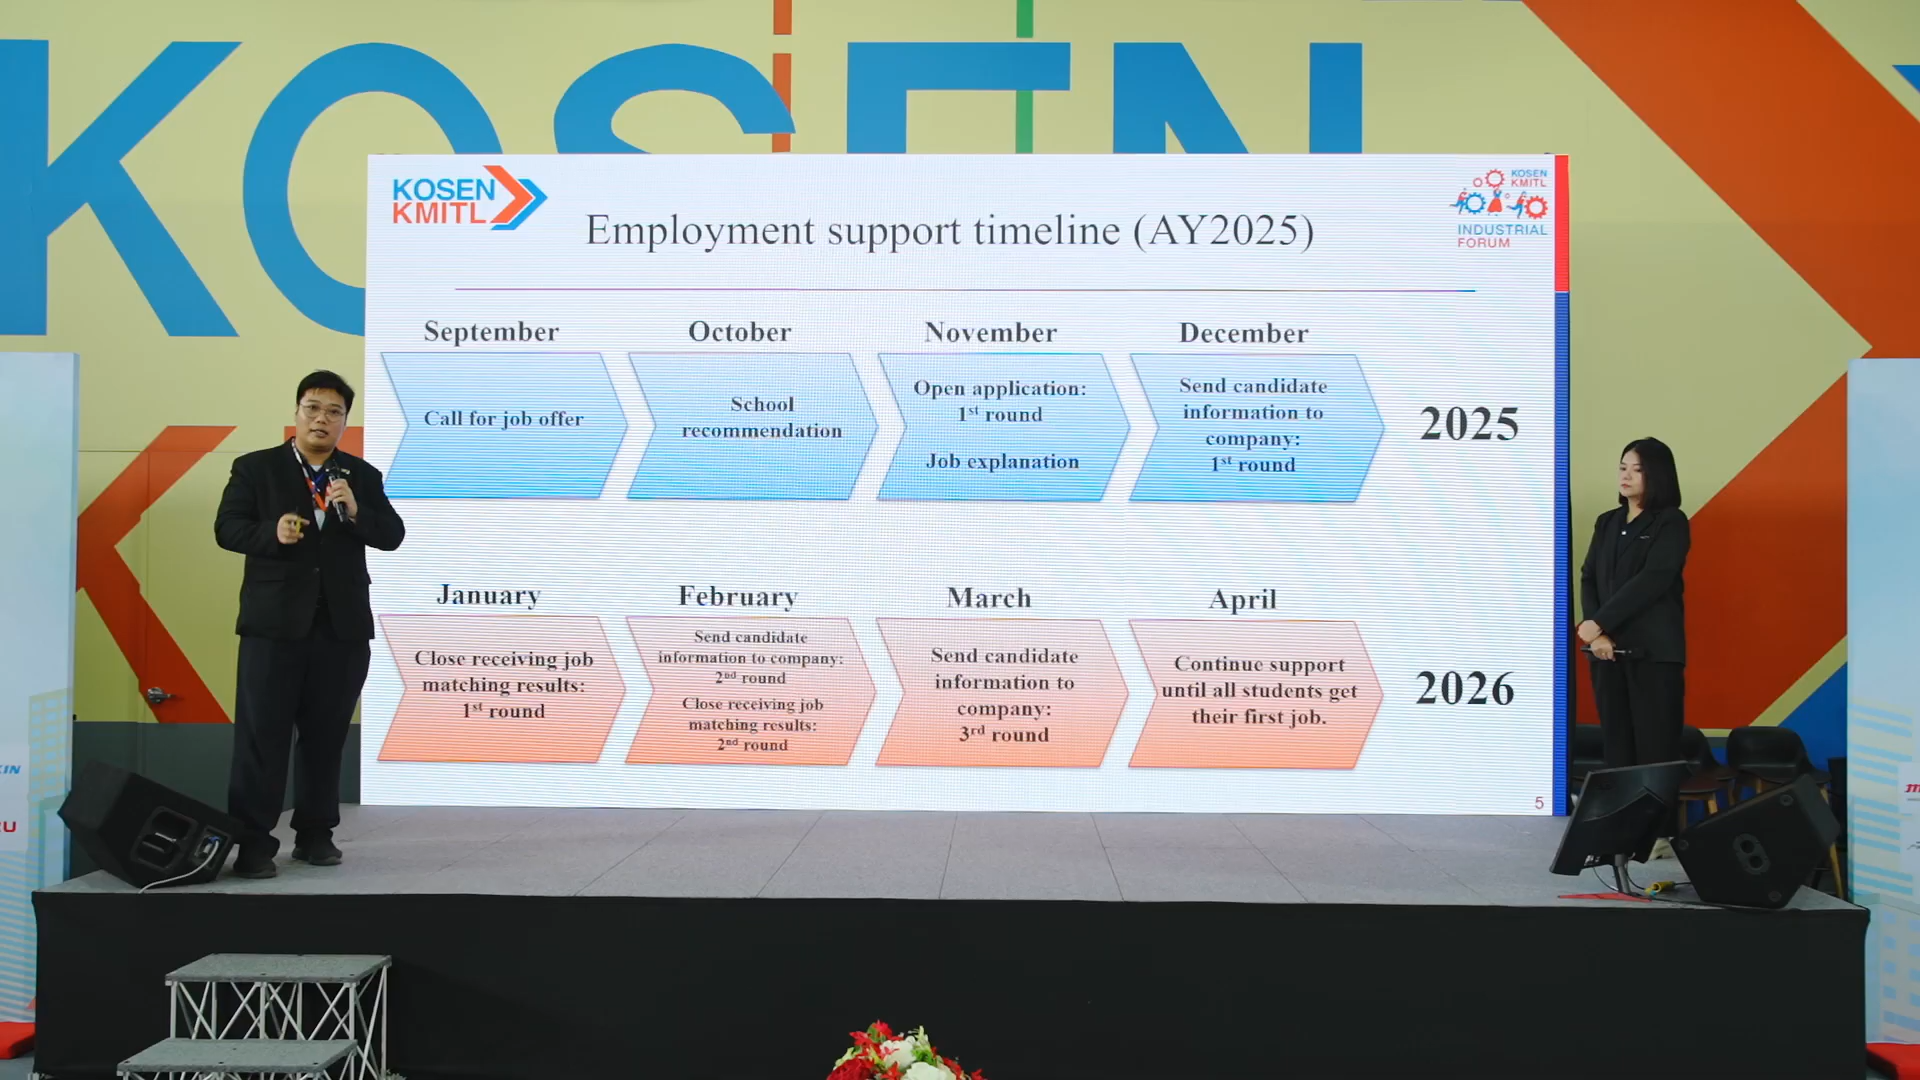 KOSEN
KOSEN
KMITL
KOSEN
KMITL
INDUSTRIAL
FORUM
Employment support timeline (AY2025)
September
October
November
December
Call for job offer
School
recommendation
Open application:
1st round
Job explanation
Send candidate
information to
company:
1st round
2025
January
February
March
April
Close receiving job
matching results:
1st round
Send candidate
information to company:
2nd round
Close receiving job
matching results:
2nd round
Send candidate
information to
company:
3rd round
Continue support
until all students get
their first job.
2026
5